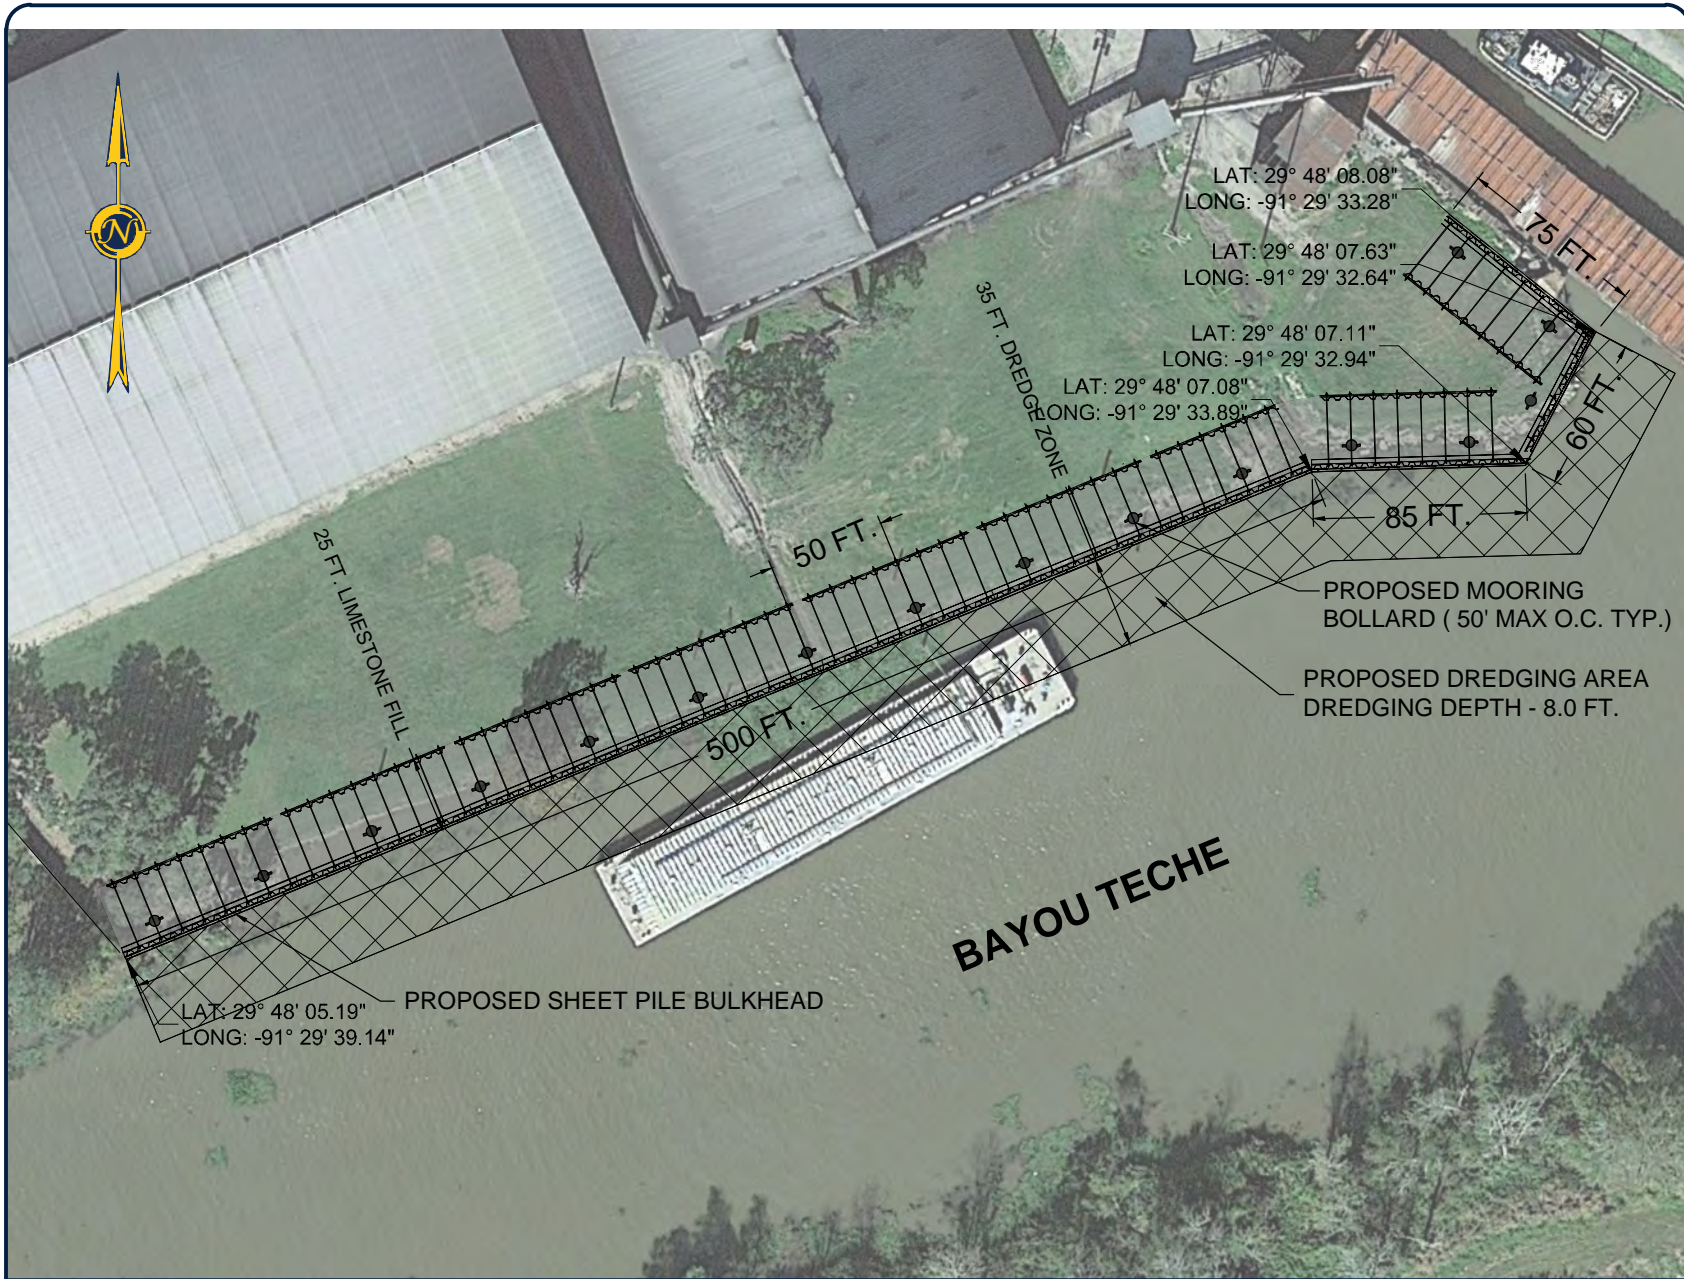 N
LAT: 29° 48' 08.08"
LONG: -91° 29' 33.28"
75 FT.
LAT: 29° 48' 07.63"
LONG: -91° 29' 32.64"
35 FT. DREDGE ZONE
LAT: 29° 48' 07.11"
LONG: -91° 29' 32.94"
LAT: 29° 48' 07.08"
LONG: -91° 29' 33.89"
60 FT.
85 FT.
50 FT.
25 FT. LIMESTONE FILL
PROPOSED MOORING
BOLLARD ( 50' MAX O.C. TYP.)
PROPOSED DREDGING AREA
DREDGING DEPTH - 8.0 FT.
500 FT.
BAYOU TECHE
PROPOSED SHEET PILE BULKHEAD
LAT: 29° 48' 05.19"
LONG: -91° 29' 39.14"